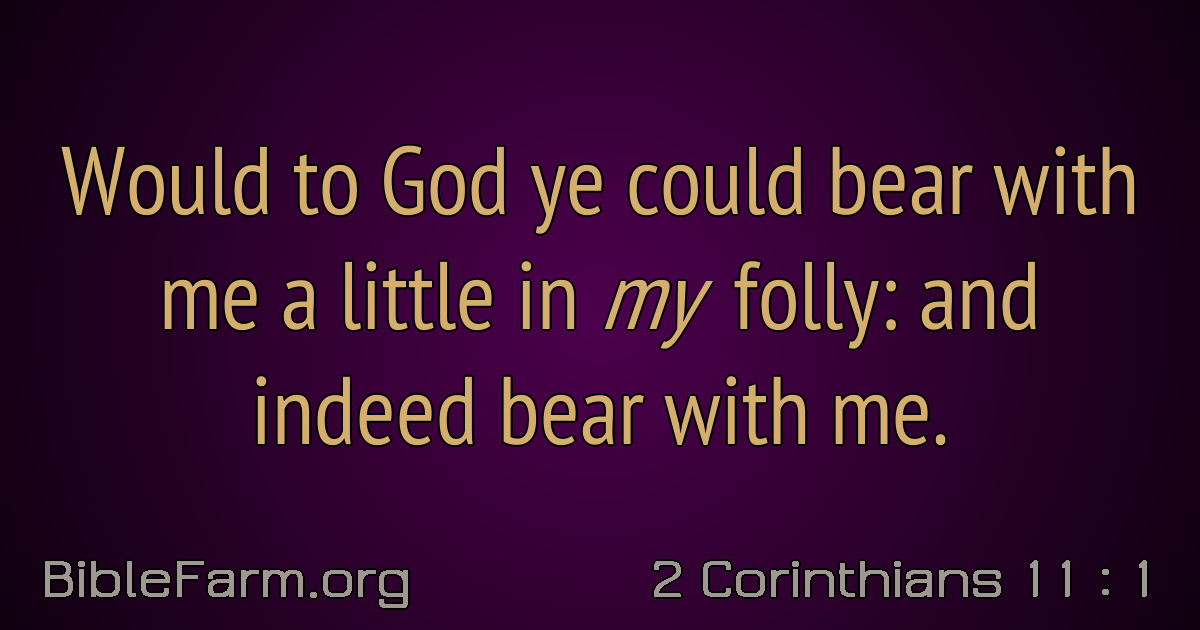 Would to God ye could bear with
me a little in my folly: and
indeed bear with me.
BibleFarm.org
2 Corinthians 11 : 1